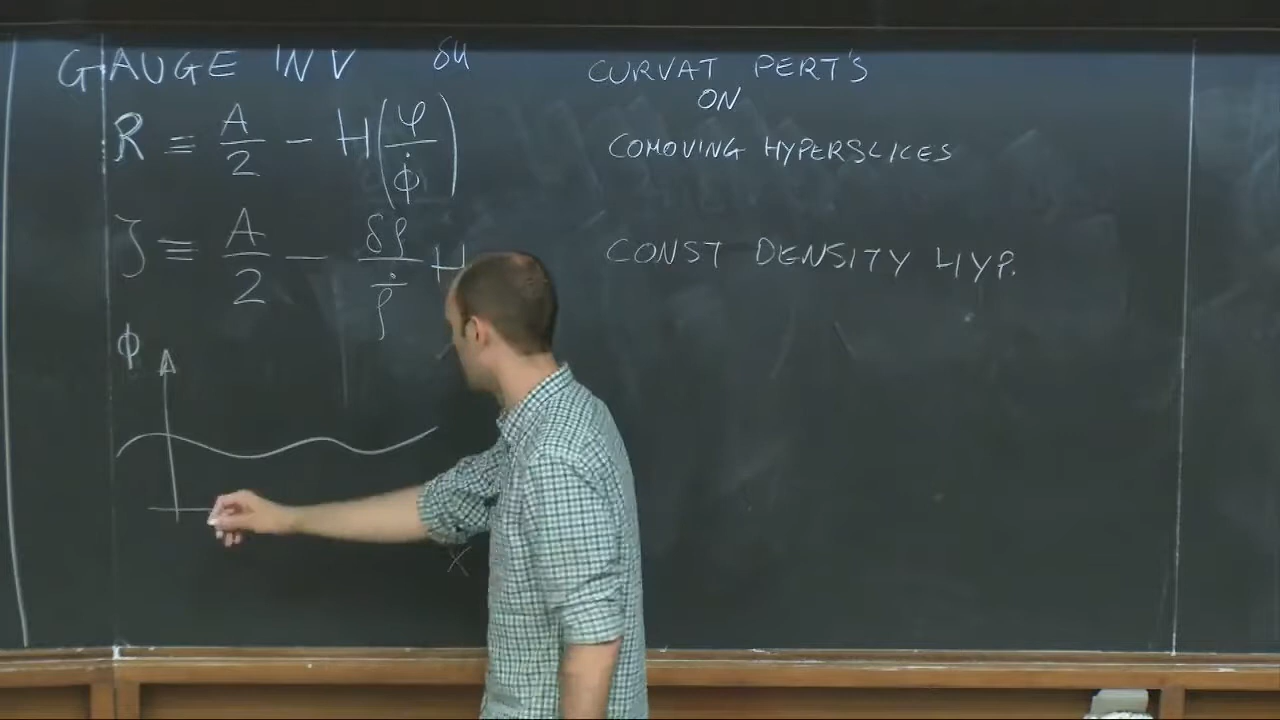 GAUGE INV δu
R ≡ A/2 − H(φ/ϕ̇)
ζ ≡ A/2 − δρ/ρ̇ H
ϕ
x
CURVAT PERT'S
ON
COMOVING HYPERSLICES
CONST DENSITY HYP.